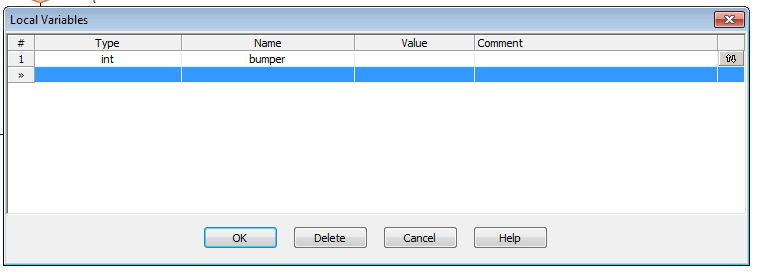 Local Variables
# Type Name Value Comment
1 int bumper
»
OK Delete Cancel Help